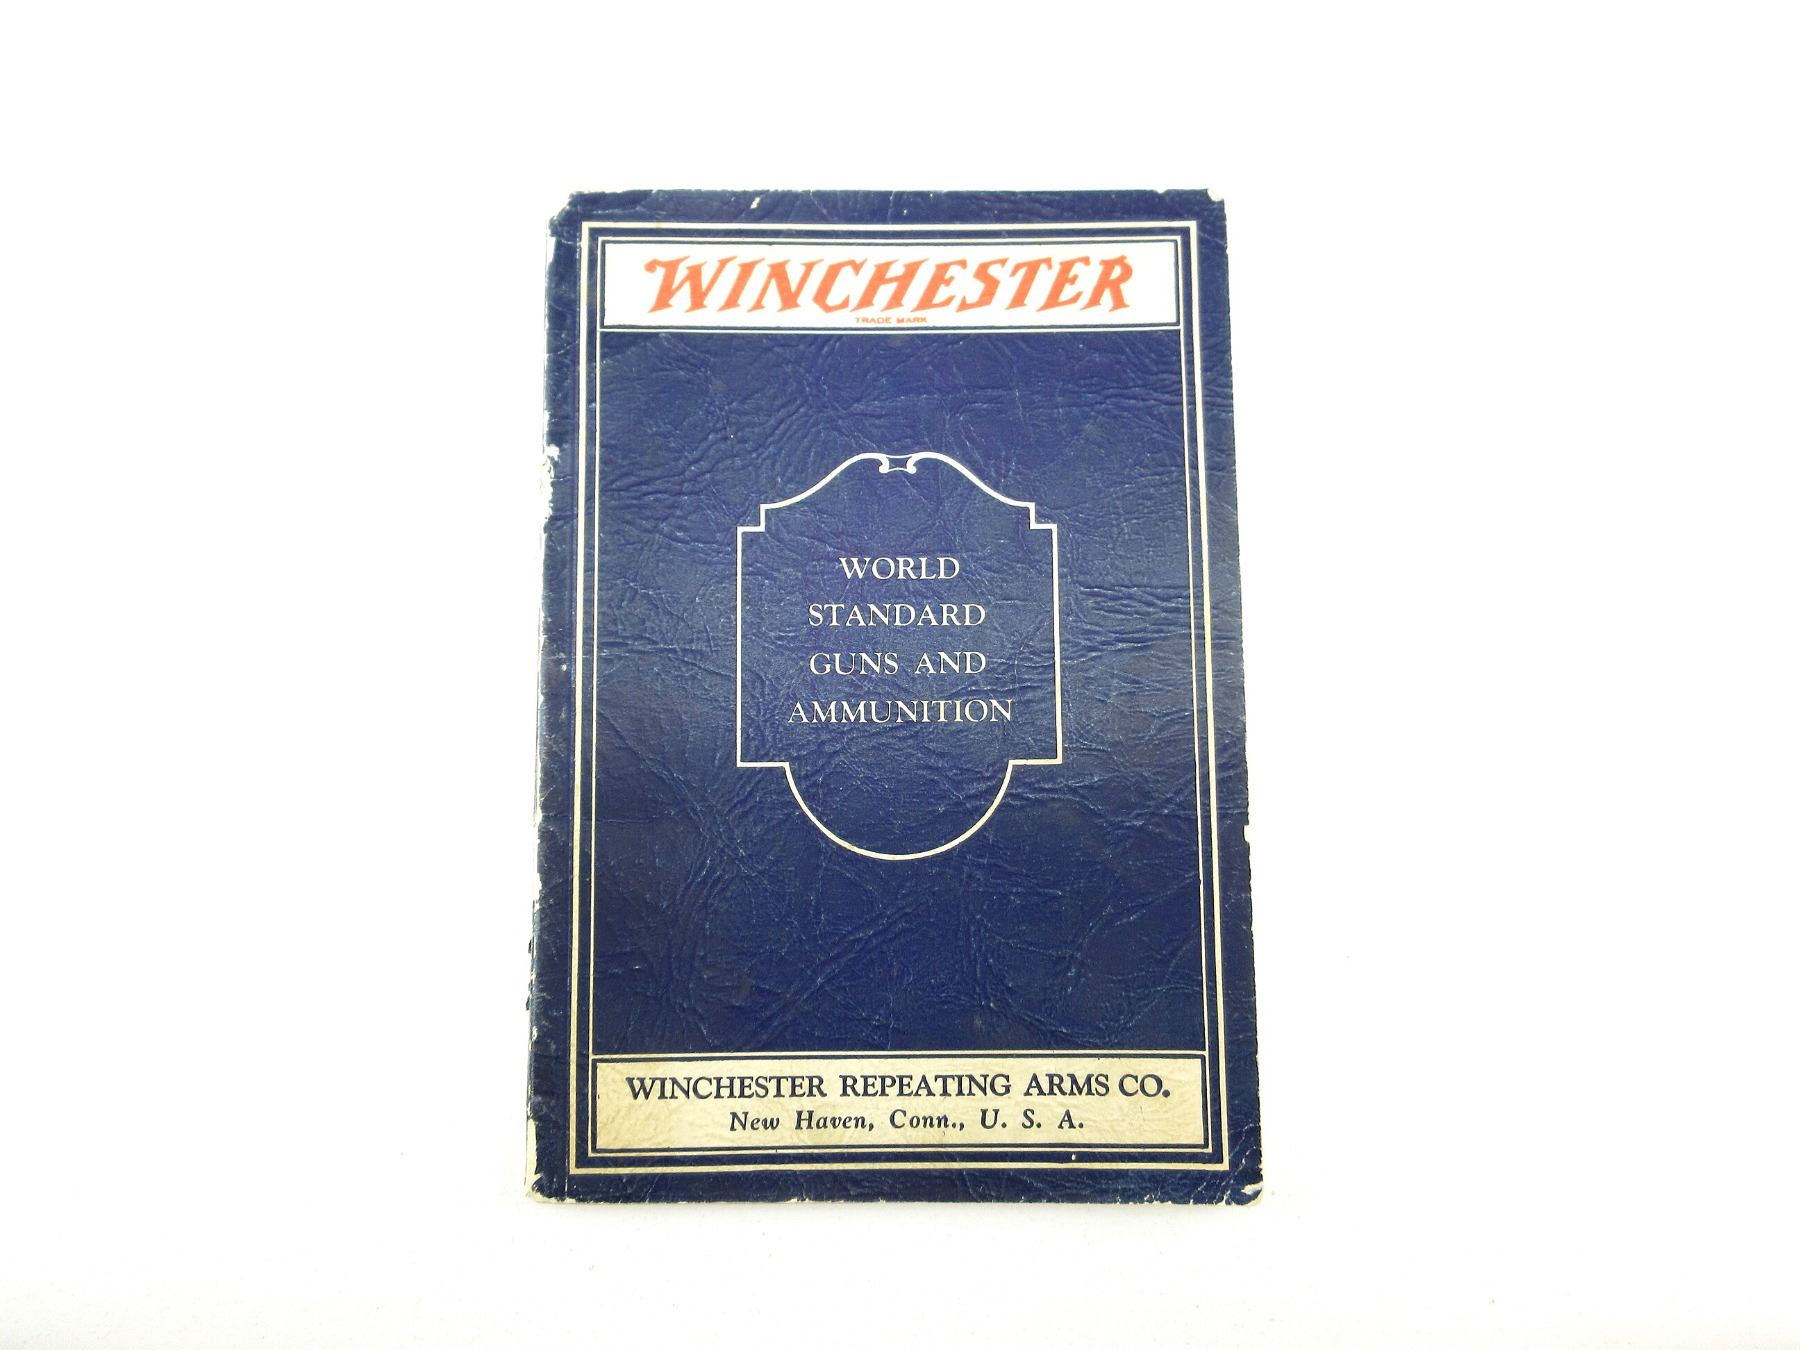 WINCHESTER
TRADE MARK
WORLD
STANDARD
GUNS AND
AMMUNITION
WINCHESTER REPEATING ARMS CO.
New Haven, Conn., U. S. A.